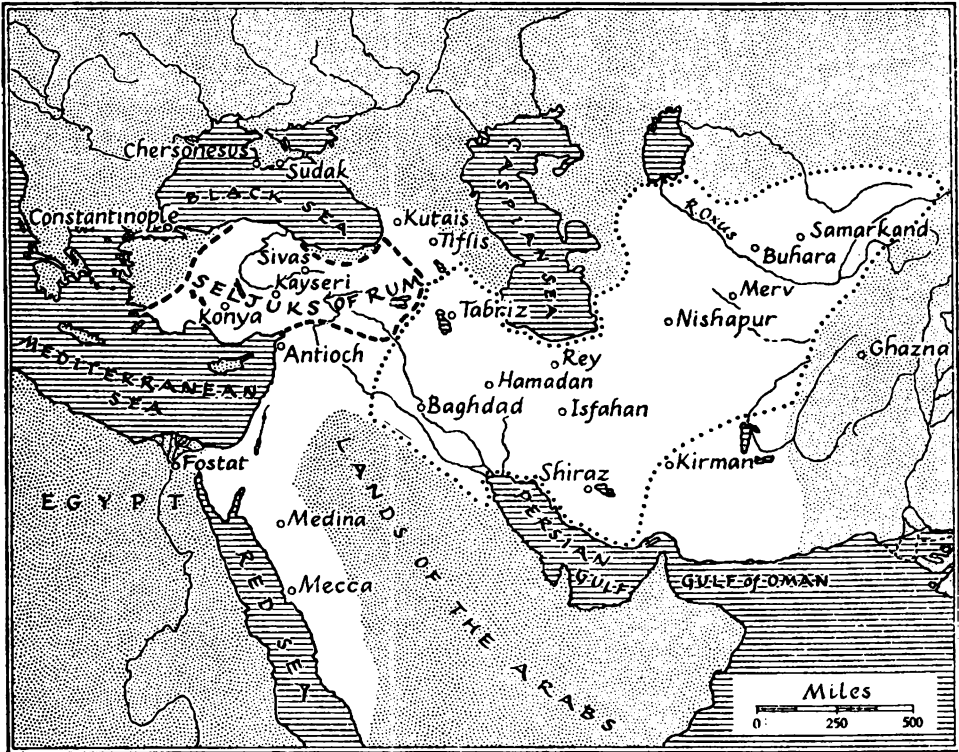 Chersonesus
Sudak
BLACK SEA
CASPIAN SEA
Constantinople
Kutais
Tiflis
R. Oxus
Samarkand
Buhara
Sivas
Kayseri
SELJUKS OF RUM
Konya
Merv
Tabriz
Nishapur
Antioch
Rey
Ghazna
MEDITERRANEAN
SEA
Hamadan
Baghdad
Isfahan
Fostat
Shiraz
Kirman
EGYPT
LANDS OF THE ARABS
Medina
PERSIAN
GULF
GULF of OMAN
RED SEY
Mecca
Miles
0 250 500